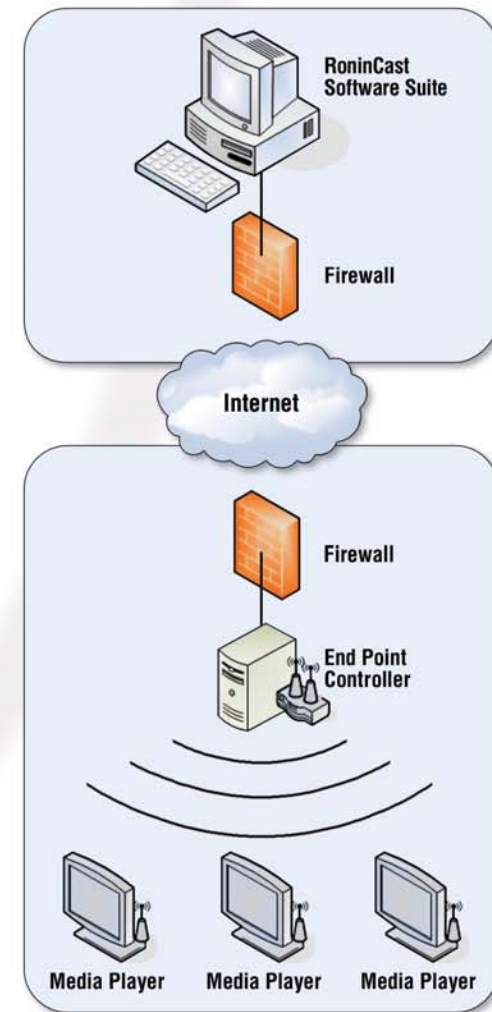 RoninCast
Software Suite
Firewall
Internet
Firewall
End Point
Controller
Media Player
Media Player
Media Player